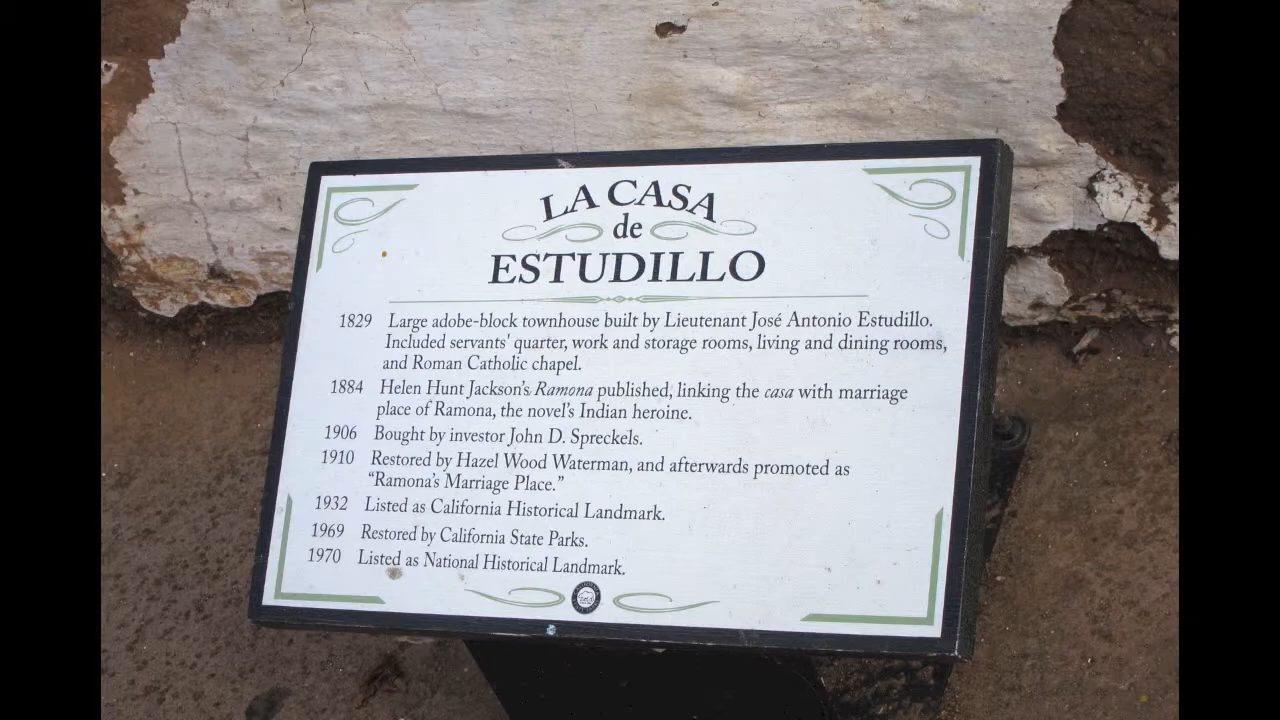 LA CASA
de
ESTUDILLO
1829 Large adobe-block townhouse built by Lieutenant José Antonio Estudillo.
Included servants' quarter, work and storage rooms, living and dining rooms,
and Roman Catholic chapel.
1884 Helen Hunt Jackson's Ramona published, linking the casa with marriage
place of Ramona, the novel's Indian heroine.
1906 Bought by investor John D. Spreckels.
1910 Restored by Hazel Wood Waterman, and afterwards promoted as
“Ramona's Marriage Place.”
1932 Listed as California Historical Landmark.
1969 Restored by California State Parks.
1970 Listed as National Historical Landmark.